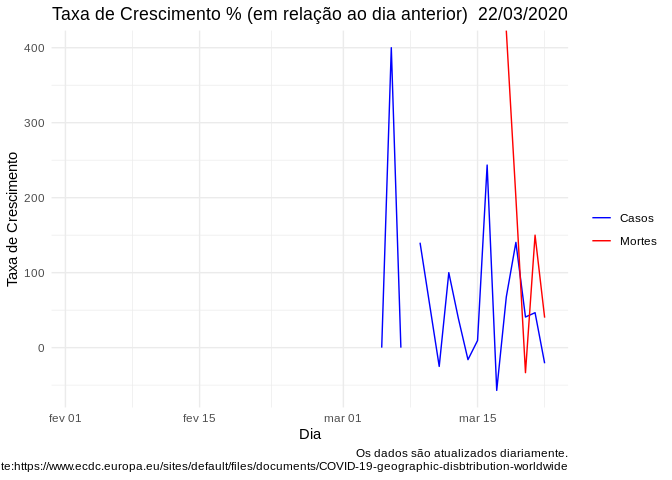 Taxa de Crescimento % (em relação ao dia anterior)  22/03/2020
400
300
200
100
0
Taxa de Crescimento
fev 01
fev 15
mar 01
mar 15
Dia
Casos
Mortes
Os dados são atualizados diariamente.
te:https://www.ecdc.europa.eu/sites/default/files/documents/COVID-19-geographic-disbtribution-worldwide